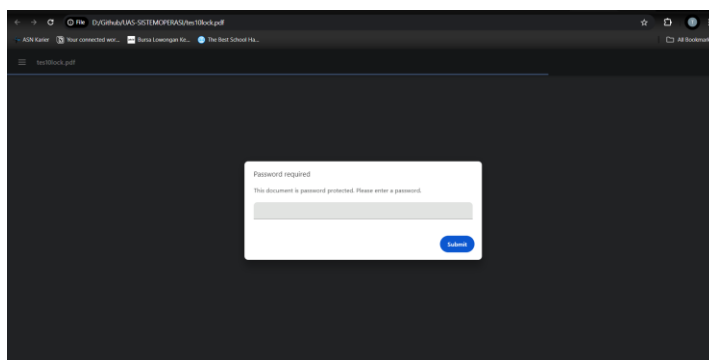 File D:/Github/UAS-SISTEMOPERASI/tes10lock.pdf
ASN Karier Your connected wor... Bursa Lowongan Ke... The Best School Ha... All Bookmark
tes10lock.pdf
Password required
This document is password protected. Please enter a password.
Submit